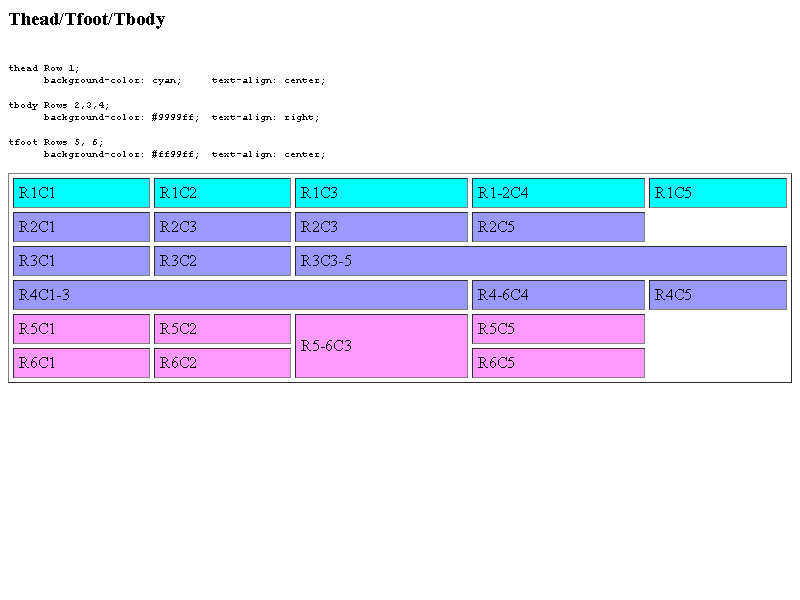 Thead/Tfoot/Tbody
thead Row 1;
background-color: cyan; text-align: center;
tbody Rows 2,3,4;
background-color: #9999ff; text-align: right;
tfoot Rows 5, 6;
background-color: #ff99ff; text-align: center;
R1C1 R1C2 R1C3 R1-2C4 R1C5
R2C1 R2C3 R2C3 R2C5
R3C1 R3C2 R3C3-5
R4C1-3 R4-6C4 R4C5
R5C1 R5C2 R5-6C3 R5C5
R6C1 R6C2 R6C5